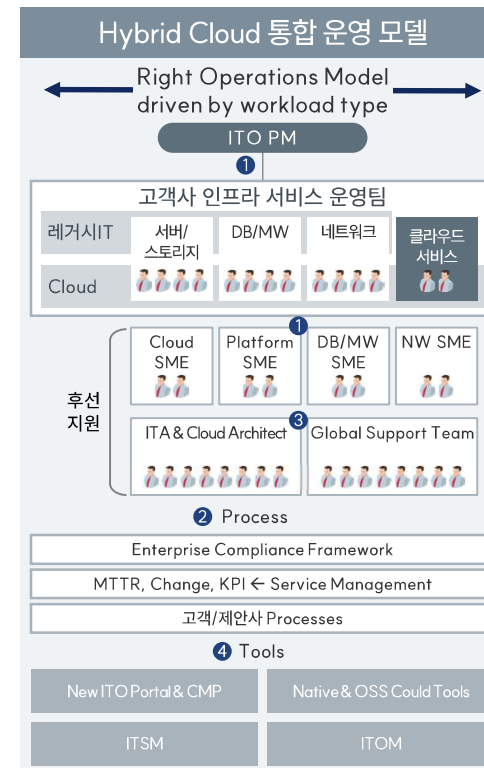 Hybrid Cloud 통합 운영 모델
Right Operations Model
driven by workload type
ITO PM
1
고객사 인프라 서비스 운영팀
레거시IT
서버/
스토리지
DB/MW
네트워크
클라우드
서비스
Cloud
1
Cloud
SME
Platform
SME
DB/MW
SME
NW SME
후선
지원
3
ITA & Cloud Architect
Global Support Team
2 Process
Enterprise Compliance Framework
MTTR, Change, KPI ← Service Management
고객/제안사 Processes
4 Tools
New ITO Portal & CMP
Native & OSS Could Tools
ITSM
ITOM